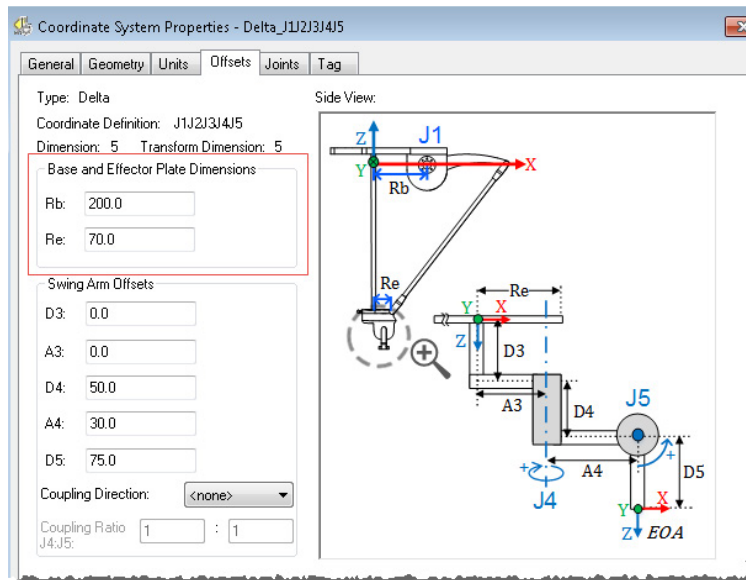 Coordinate System Properties - Delta_J1J2J3J4J5
General Geometry Units Offsets Joints Tag
Type: Delta
Side View:
Coordinate Definition: J1J2J3J4J5
Dimension: 5 Transform Dimension: 5
Base and Effector Plate Dimensions
Rb: 200.0
Re: 70.0
Swing Arm Offsets
D3: 0.0
A3: 0.0
D4: 50.0
A4: 30.0
D5: 75.0
Coupling Direction: <none>
Coupling Ratio 1 : 1
J4:J5:
Z J1
Y X
Rb
Re
Re
Y X
Z D3
A3 D4 J5
+ A4 + D5
J4
Y X
Z EOA